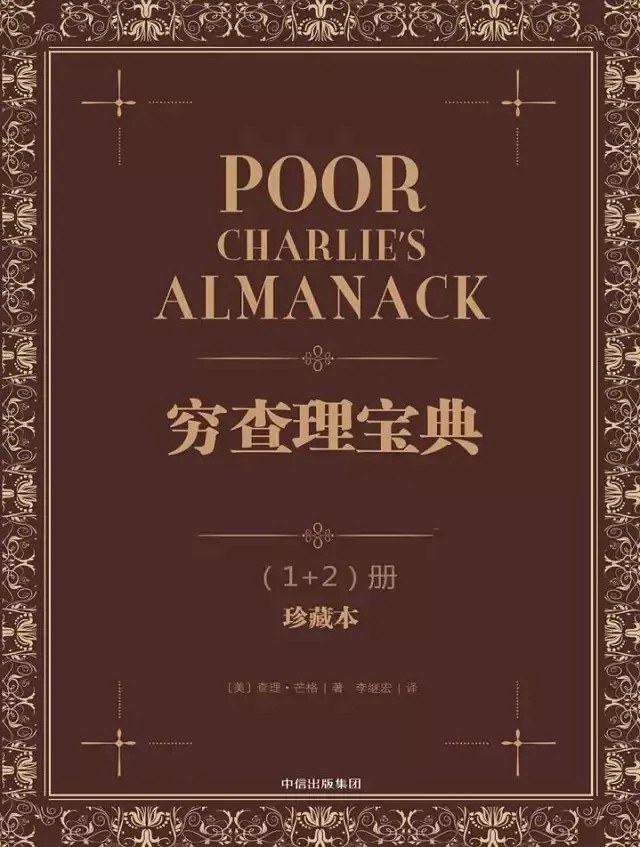 POOR
CHARLIE'S
ALMANACK
穷查理宝典
（1+2）册
珍藏本
［美］查理·芒格｜著 李继宏｜译
中信出版集团